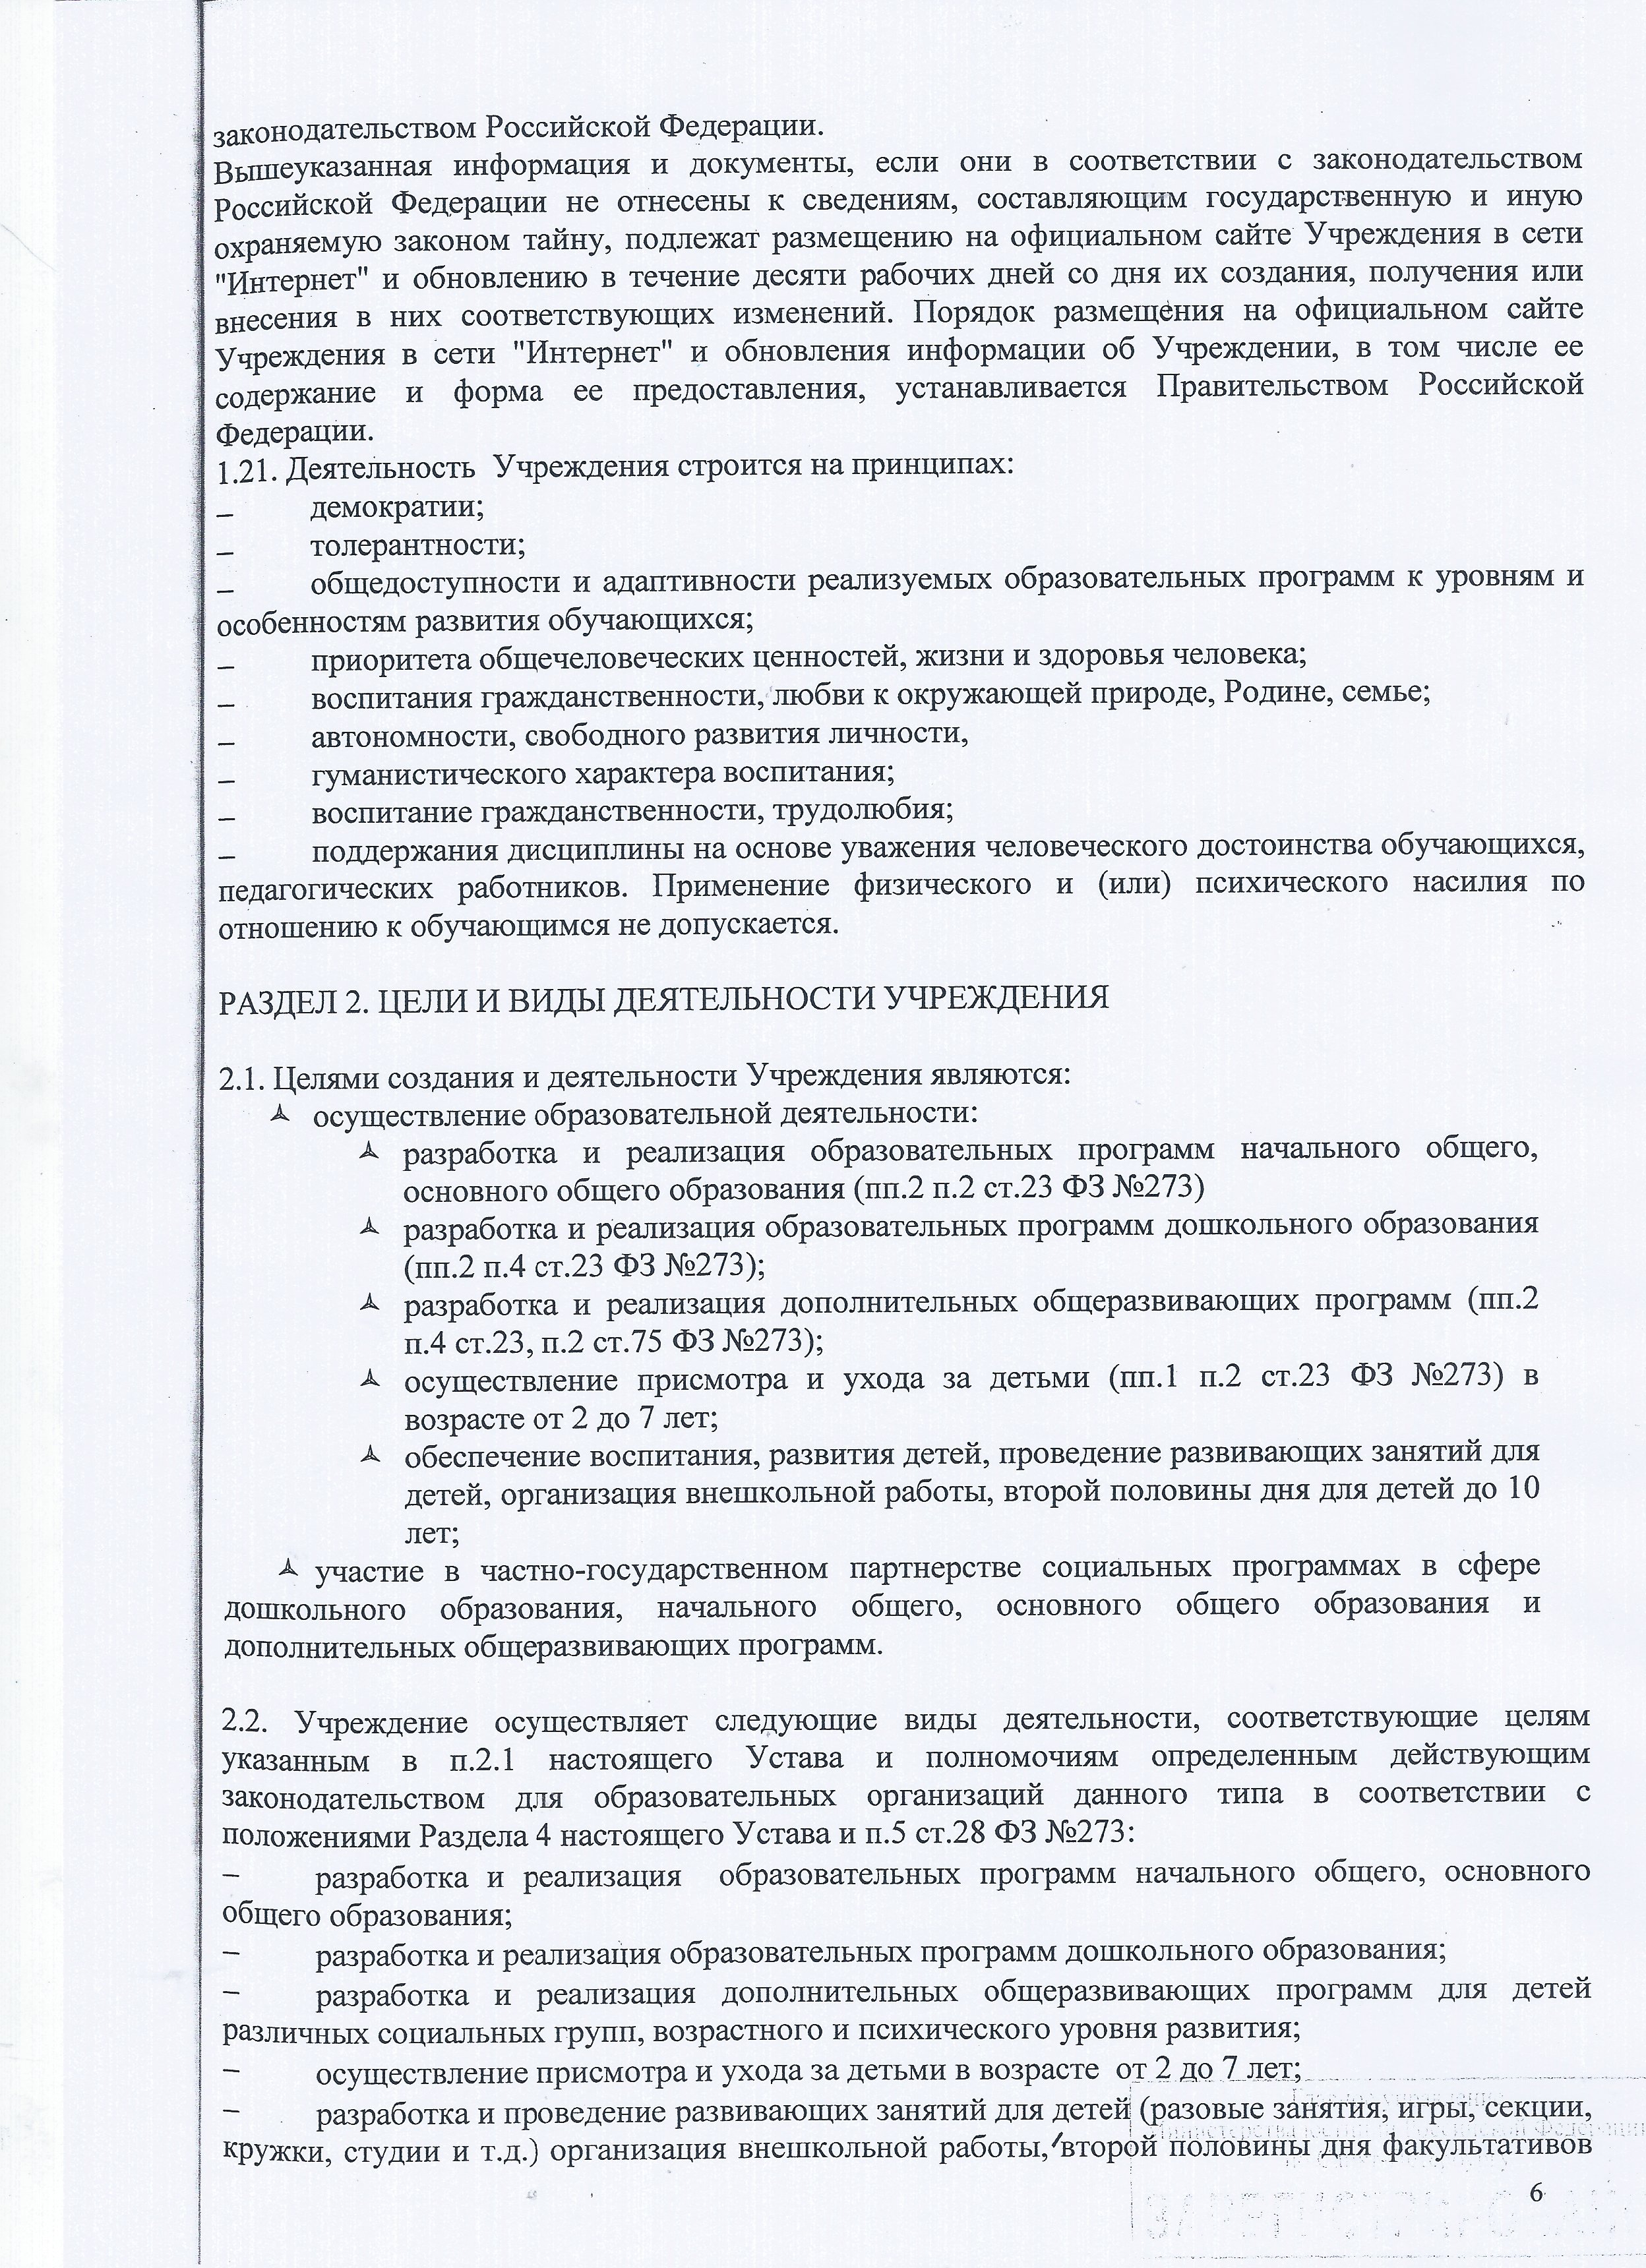 законодательством Российской Федерации.
Вышеуказанная информация и документы, если они в соответствии с законодательством
Российской Федерации не отнесены к сведениям, составляющим государственную и иную
охраняемую законом тайну, подлежат размещению на официальном сайте Учреждения в сети
"Интернет" и обновлению в течение десяти рабочих дней со дня их создания, получения или
внесения в них соответствующих изменений. Порядок размещения на официальном сайте
Учреждения в сети "Интернет" и обновления информации об Учреждении, в том числе ее
содержание и форма ее предоставления, устанавливается Правительством Российской
Федерации.
1.21. Деятельность Учреждения строится на принципах:
– демократии;
– толерантности;
– общедоступности и адаптивности реализуемых образовательных программ к уровням и
особенностям развития обучающихся;
– приоритета общечеловеческих ценностей, жизни и здоровья человека;
– воспитания гражданственности, любви к окружающей природе, Родине, семье;
– автономности, свободного развития личности,
– гуманистического характера воспитания;
– воспитание гражданственности, трудолюбия;
– поддержания дисциплины на основе уважения человеческого достоинства обучающихся,
педагогических работников. Применение физического и (или) психического насилия по
отношению к обучающимся не допускается.
РАЗДЕЛ 2. ЦЕЛИ И ВИДЫ ДЕЯТЕЛЬНОСТИ УЧРЕЖДЕНИЯ
2.1. Целями создания и деятельности Учреждения являются:
осуществление образовательной деятельности:
разработка и реализация образовательных программ начального общего,
основного общего образования (пп.2 п.2 ст.23 ФЗ №273)
разработка и реализация образовательных программ дошкольного образования
(пп.2 п.4 ст.23 ФЗ №273);
разработка и реализация дополнительных общеразвивающих программ (пп.2
п.4 ст.23, п.2 ст.75 ФЗ №273);
осуществление присмотра и ухода за детьми (пп.1 п.2 ст.23 ФЗ №273) в
возрасте от 2 до 7 лет;
обеспечение воспитания, развития детей, проведение развивающих занятий для
детей, организация внешкольной работы, второй половины дня для детей до 10
лет;
участие в частно-государственном партнерстве социальных программах в сфере
дошкольного образования, начального общего, основного общего образования и
дополнительных общеразвивающих программ.
2.2. Учреждение осуществляет следующие виды деятельности, соответствующие целям
указанным в п.2.1 настоящего Устава и полномочиям определенным действующим
законодательством для образовательных организаций данного типа в соответствии с
положениями Раздела 4 настоящего Устава и п.5 ст.28 ФЗ №273:
– разработка и реализация образовательных программ начального общего, основного
общего образования;
– разработка и реализация образовательных программ дошкольного образования;
– разработка и реализация дополнительных общеразвивающих программ для детей
различных социальных групп, возрастного и психического уровня развития;
– осуществление присмотра и ухода за детьми в возрасте от 2 до 7 лет;
– разработка и проведение развивающих занятий для детей (разовые занятия, игры, секции,
кружки, студии и т.д.) организация внешкольной работы, второй половины дня факультативов
6